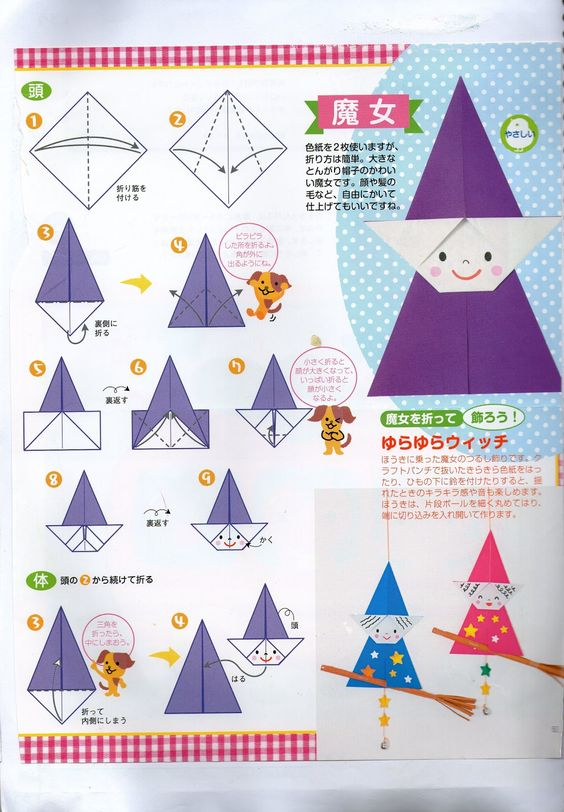 頭
魔女
やさしい
色紙を2枚使いますが、
折り方は簡単。大きな
とんがり帽子のかわい
い魔女です。顔や髪の
毛など、自由にかいて
仕上げてもいいですね。
1
折り筋を
付ける
2
3
裏側に
折る
4
ピラピラ
した所を折るよ。
角が外に
出るようにね。
5
裏返す
6
7
小さく折ると
顔が大きくなって、
いっぱい折ると
顔が小さく
なるよ。
8
裏返す
9
かく
体 頭の2から続けて折る
3
三角を
折ったら、
中にしまおう。
折って
内側にしまう
4
頭
はる
魔女を折って 飾ろう!
ゆらゆらウィッチ
ほうきに乗った魔女のつるし飾りです。ク
ラフトパンチで抜いたきらきら色紙をはっ
たり、ひもの下に鈴を付けたりすると、揺
れたときのキラキラ感や音も楽しめます。
ほうきは、片段ボールを細く丸めてはり、
端に切り込みを入れ開いて作ります。